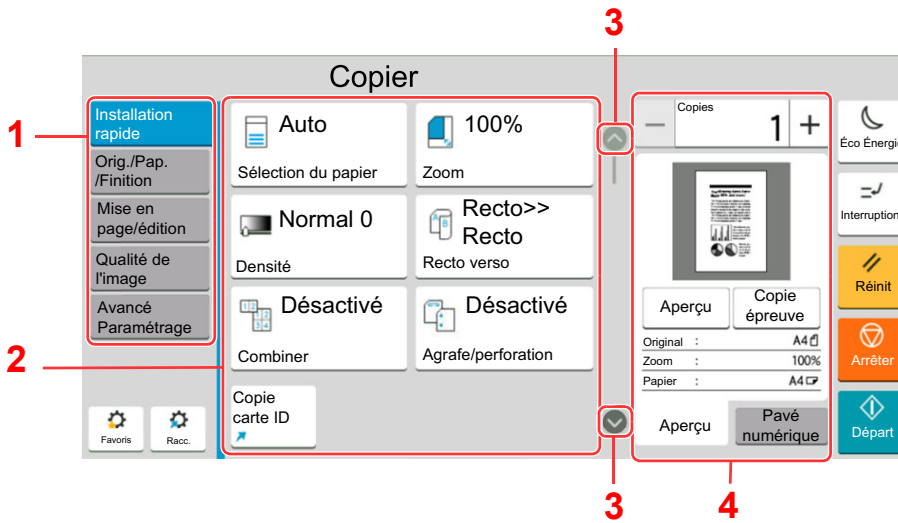 3
Copier
1
Installation
rapide
Orig./Pap.
/Finition
Mise en
page/édition
Qualité de
l'image
Avancé
Paramétrage
Favoris
Racc.
2
Auto
Sélection du papier
100%
Zoom
Normal 0
Densité
Recto>>
Recto
Recto verso
Désactivé
Combiner
Désactivé
Agrafe/perforation
Copie
carte ID
3
Copies
1
Aperçu
Copie
épreuve
Original : A4
Zoom : 100%
Papier : A4
Aperçu
Pavé
numérique
4
Éco Énergi
Interruption
Réinit
Arrêter
Départ